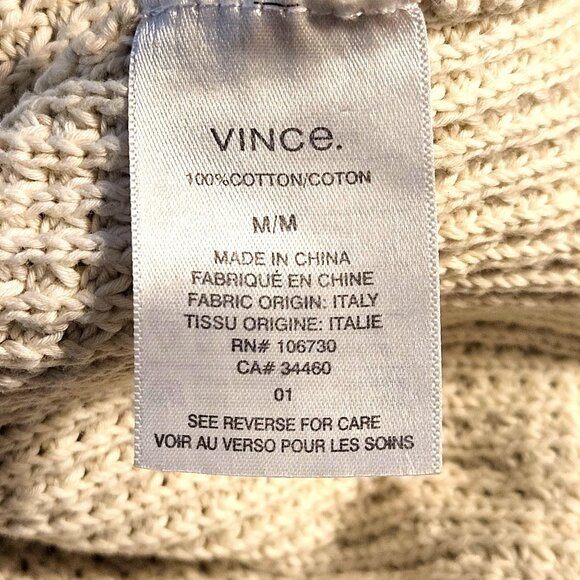 VINCe.
100%COTTON/COTON
M/M
MADE IN CHINA
FABRIQUÉ EN CHINE
FABRIC ORIGIN: ITALY
TISSU ORIGINE: ITALIE
RN# 106730
CA# 34460
01
SEE REVERSE FOR CARE
VOIR AU VERSO POUR LES SOINS